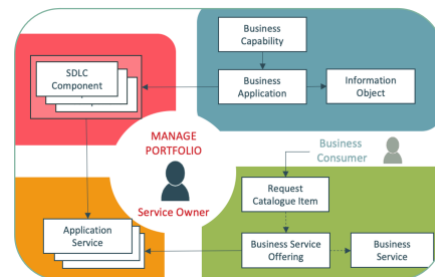 Business
Capability
SDLC
Component
Business
Application
Information
Object
MANAGE
PORTFOLIO
Service Owner
Business
Consumer
Request
Catalogue Item
Application
Service
Business Service
Offering
Business
Service